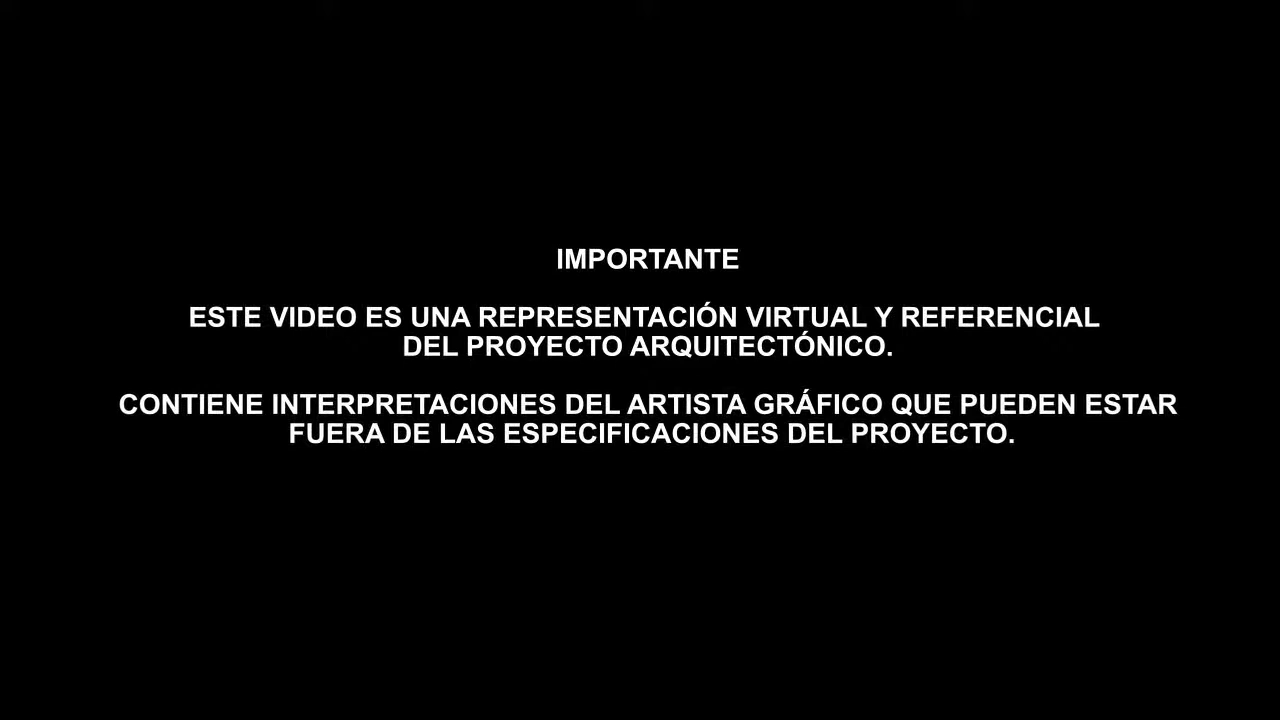 IMPORTANTE
ESTE VIDEO ES UNA REPRESENTACIÓN VIRTUAL Y REFERENCIAL
DEL PROYECTO ARQUITECTÓNICO.
CONTIENE INTERPRETACIONES DEL ARTISTA GRÁFICO QUE PUEDEN ESTAR
FUERA DE LAS ESPECIFICACIONES DEL PROYECTO.